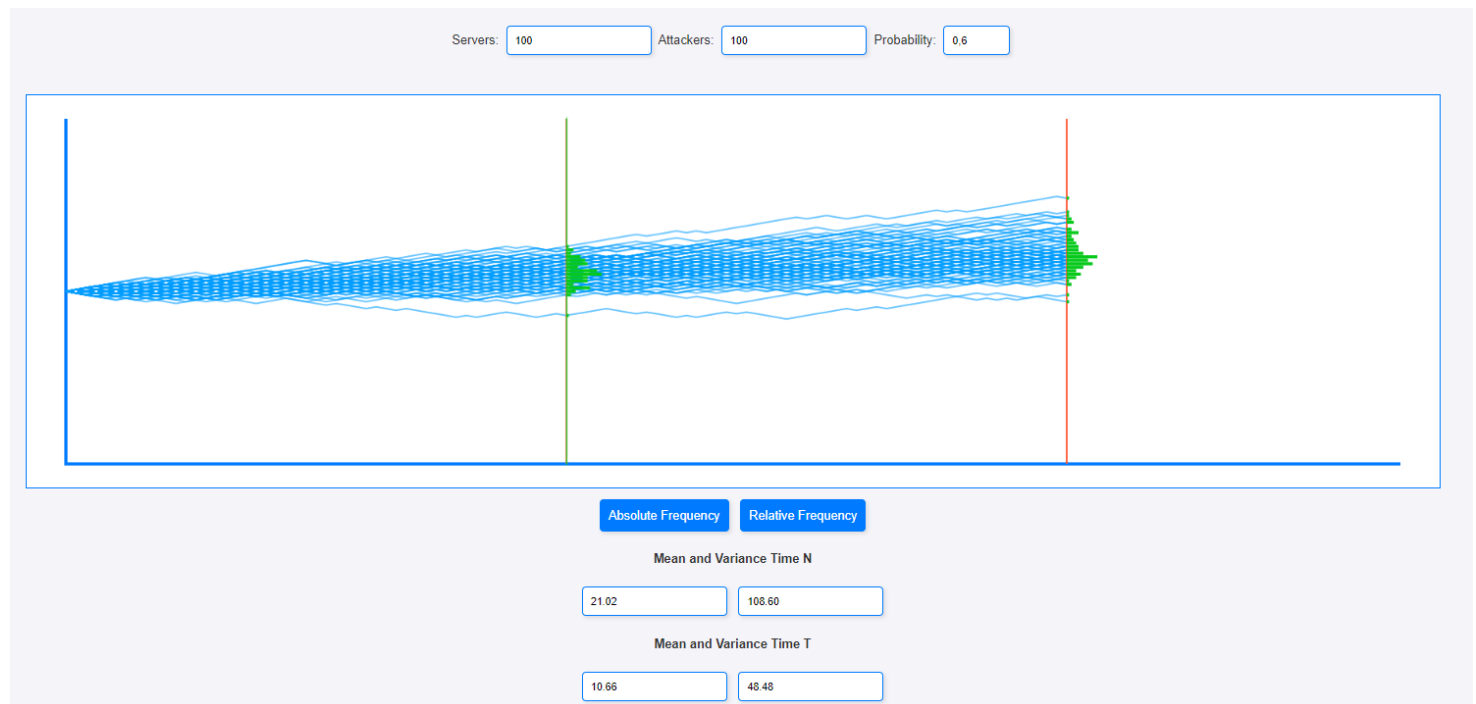 Servers: 100 Attackers: 100 Probability: 0,6
Absolute Frequency Relative Frequency
Mean and Variance Time N
21.02 108.60
Mean and Variance Time T
10.66 48.48